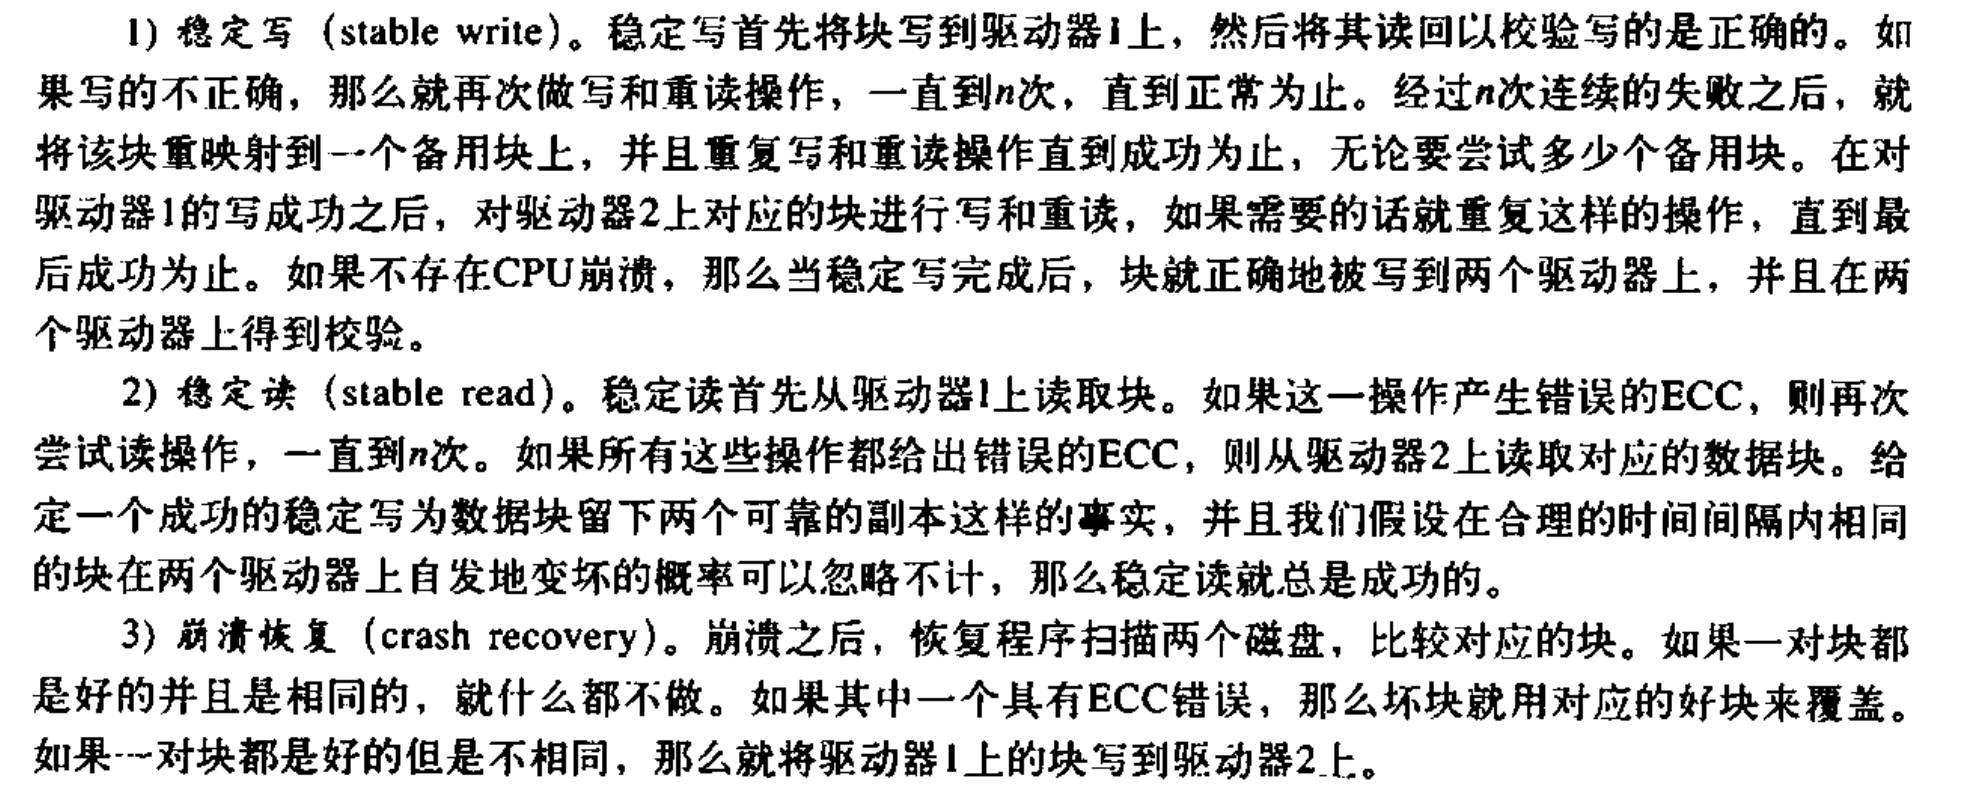 1) 稳定写（stable write）。稳定写首先将块写到驱动器1上，然后将其读回以校验写的是正确的。如
果写的不正确，那么就再次做写和重读操作，一直到n次，直到正常为止。经过n次连续的失败之后，就
将该块重映射到一个备用块上，并且重复写和重读操作直到成功为止，无论要尝试多少个备用块。在对
驱动器1的写成功之后，对驱动器2上对应的块进行写和重读，如果需要的话就重复这样的操作，直到最
后成功为止。如果不存在CPU崩溃，那么当稳定写完成后，块就正确地被写到两个驱动器上，并且在两
个驱动器上得到校验。
2) 稳定读（stable read）。稳定读首先从驱动器1上读取块。如果这一操作产生错误的ECC，则再次
尝试读操作，一直到n次。如果所有这些操作都给出错误的ECC，则从驱动器2上读取对应的数据块。给
定一个成功的稳定写为数据块留下两个可靠的副本这样的事实，并且我们假设在合理的时间间隔内相同
的块在两个驱动器上自发地变坏的概率可以忽略不计，那么稳定读就总是成功的。
3) 崩溃恢复（crash recovery）。崩溃之后，恢复程序扫描两个磁盘，比较对应的块。如果一对块都
是好的并且是相同的，就什么都不做。如果其中一个具有ECC错误，那么坏块就用对应的好块来覆盖。
如果一对块都是好的但是不相同，那么就将驱动器1上的块写到驱动器2上。